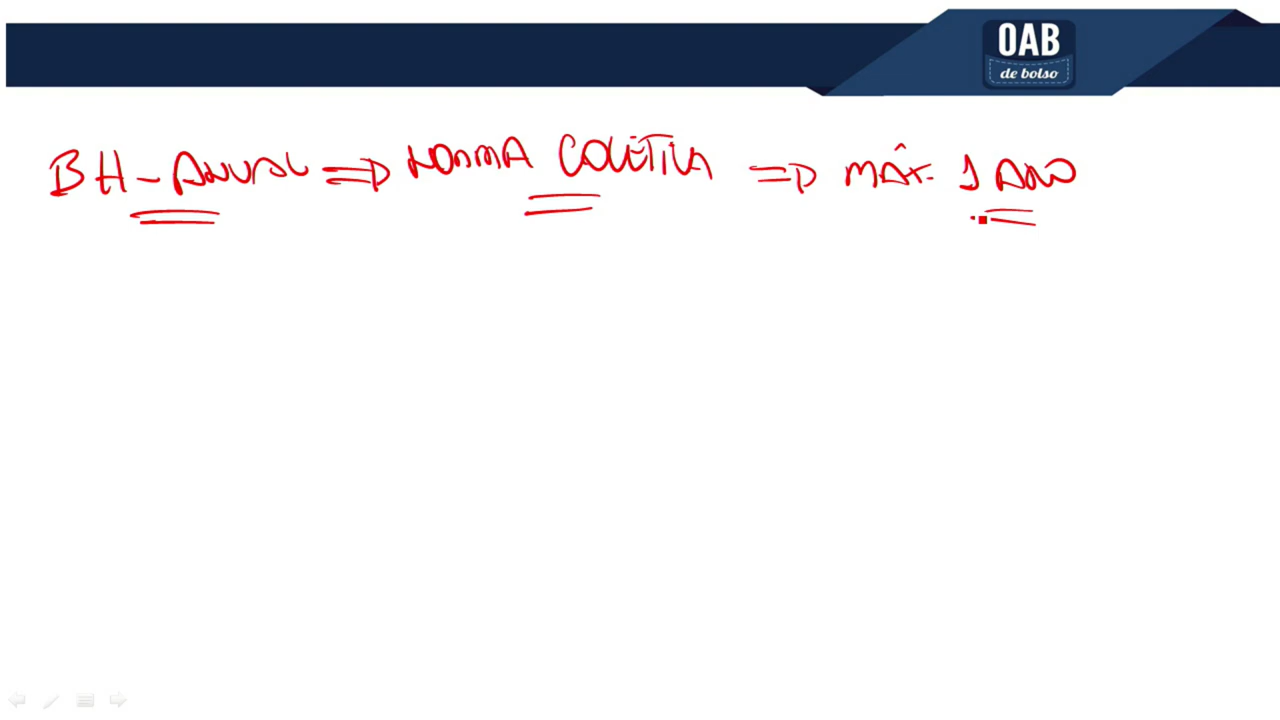 OAB
de bolso
BH - ANUAL => NORMA COLETIVA => MÁX. 1 ANO